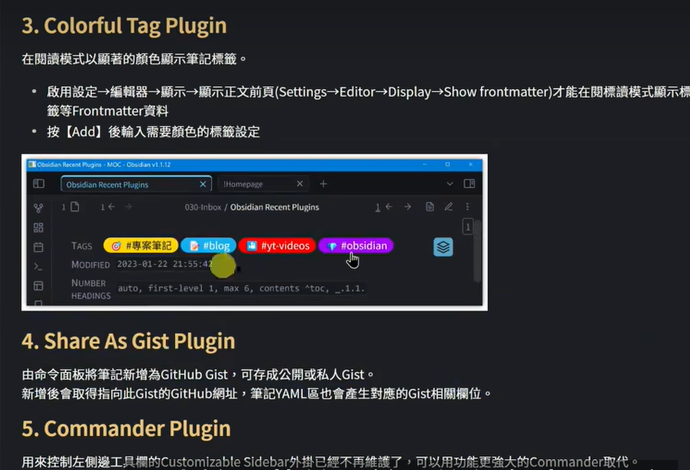 3. Colorful Tag Plugin
在閱讀模式以顯著的顏色顯示筆記標籤。
• 啟用設定→編輯器→顯示→顯示正文前頁(Settings→Editor→Display→Show frontmatter)才能在閱標讀模式顯示標
籤等Frontmatter資料
• 按【Add】後輸入需要顏色的標籤設定
Obsidian Recent Plugins - MOC - Obsidian v1.1.12
Obsidian Recent Plugins
!Homepage
1 1 030-Inbox / Obsidian Recent Plugins 1
1
TAGS #專案筆記 #blog #yt-videos #obsidian
MODIFIED 2023-01-22 21:55:42
NUMBER HEADINGS auto, first-level 1, max 6, contents ^toc, _.1.1.
4. Share As Gist Plugin
由命令面板將筆記新增為GitHub Gist，可存成公開或私人Gist。
新增後會取得指向此Gist的GitHub網址，筆記YAML區也會產生對應的Gist相關欄位。
5. Commander Plugin
用來控制左側邊工具欄的Customizable Sidebar外掛已經不再維護了，可以用功能更強大的Commander取代。